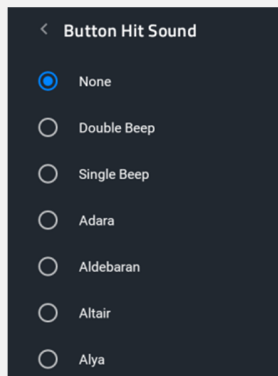 Button Hit Sound
None
Double Beep
Single Beep
Adara
Aldebaran
Altair
Alya